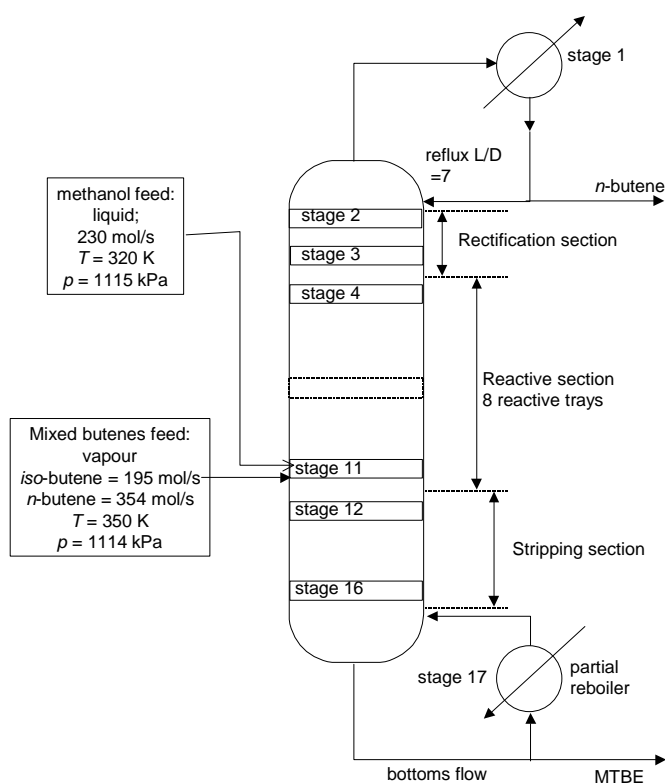 stage 1
reflux L/D
=7
n-butene
methanol feed:
liquid;
230 mol/s
T = 320 K
p = 1115 kPa
stage 2
Rectification section
stage 3
stage 4
Reactive section
8 reactive trays
Mixed butenes feed:
vapour
iso-butene = 195 mol/s
n-butene = 354 mol/s
T = 350 K
p = 1114 kPa
stage 11
stage 12
Stripping section
stage 16
stage 17
partial
reboiler
bottoms flow
MTBE